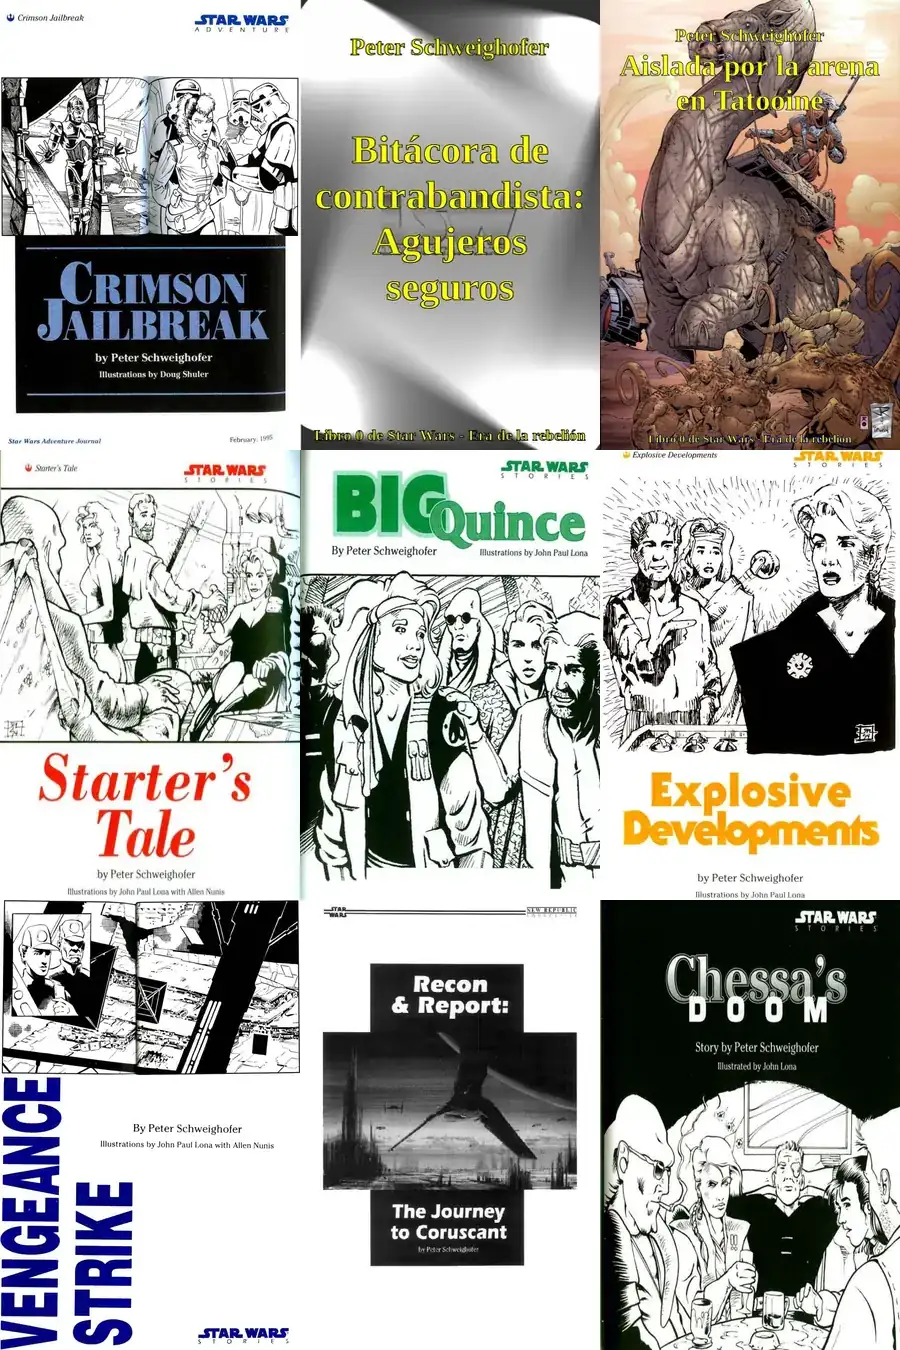 Crimson Jailbreak
STAR WARS
ADVENTURE
CRIMSON
JAILBREAK
by Peter Schweighofer
Illustrations by Doug Shuler
Star Wars Adventure Journal
February, 1995
Peter Schweighofer
Bitácora de
contrabandista:
Agujeros
seguros
Libro 0 de Star Wars - Era de la rebelión
Peter Schweighofer
Aislada por la arena
en Tatooine
Libro 0 de Star Wars - Era de la rebelión
Starter's Tale
STAR WARS
STORIES
Starter's
Tale
by Peter Schweighofer
Illustrations by John Paul Lona with Allen Nunis
STAR WARS
STORIES
BIG
Quince
By Peter Schweighofer
Illustrations by John Paul Lona
Explosive Developments
STAR WARS
STORIES
Explosive
Developments
by Peter Schweighofer
Illustrations by John Paul Lona
VENGEANCE
STRIKE
By Peter Schweighofer
Illustrations by John Paul Lona with Allen Nunis
STAR WARS
STORIES
STAR
WARS
NEW REPUBLIC
Recon
& Report:
The Journey
to Coruscant
by Peter Schweighofer
STAR WARS
STORIES
Chessa's
DOOM
Story by Peter Schweighofer
Illustrated by John Lona